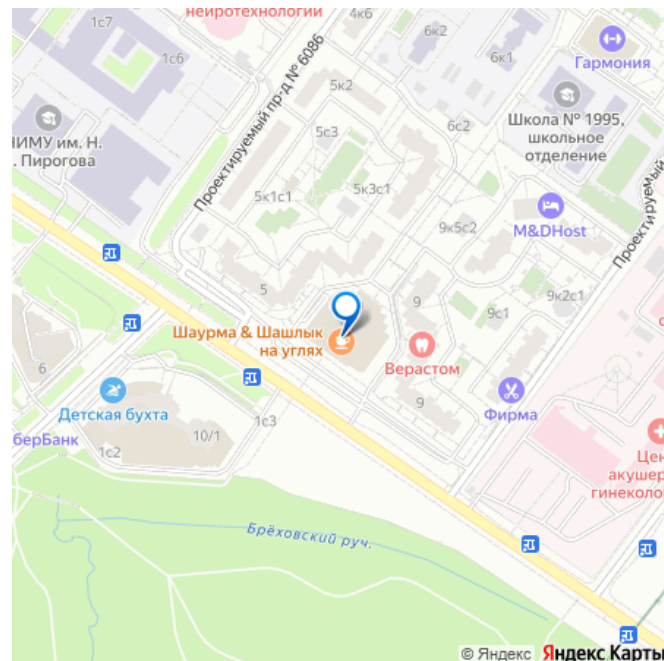 нейротехнологии
4к6
1с7
6к2
1с6
6к1
Гармония
5к2
Проектируемый пр-д № 6086
Школа № 1995,
школьное
отделение
НИМУ им. Н.
. Пирогова
5с3
6с2
5к1с1
5к3с1
M&DHost
9к5с2
Проектируемый
5
9
9к2с1
9с1
Шаурма & Шашлык
на углях
Верастом
6
Фирма
9
Детская бухта
10/1
1с3
берБанк
1с2
Цен
акушер
гинеколо
Брёховский руч.
© Яндекс Яндекс Карты